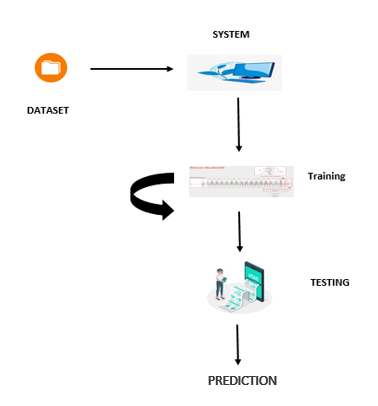 SYSTEM
DATASET
Training
TESTING
PREDICTION